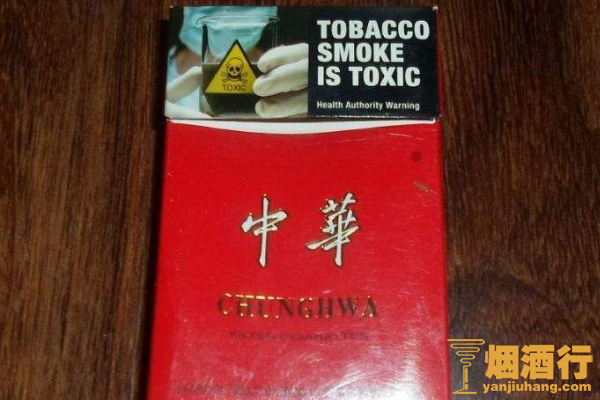 TOBACCO
SMOKE
IS TOXIC
TOXIC
Health Authority Warning
®
中華
CHUNGHWA
烟酒行
yanjiuhang.com